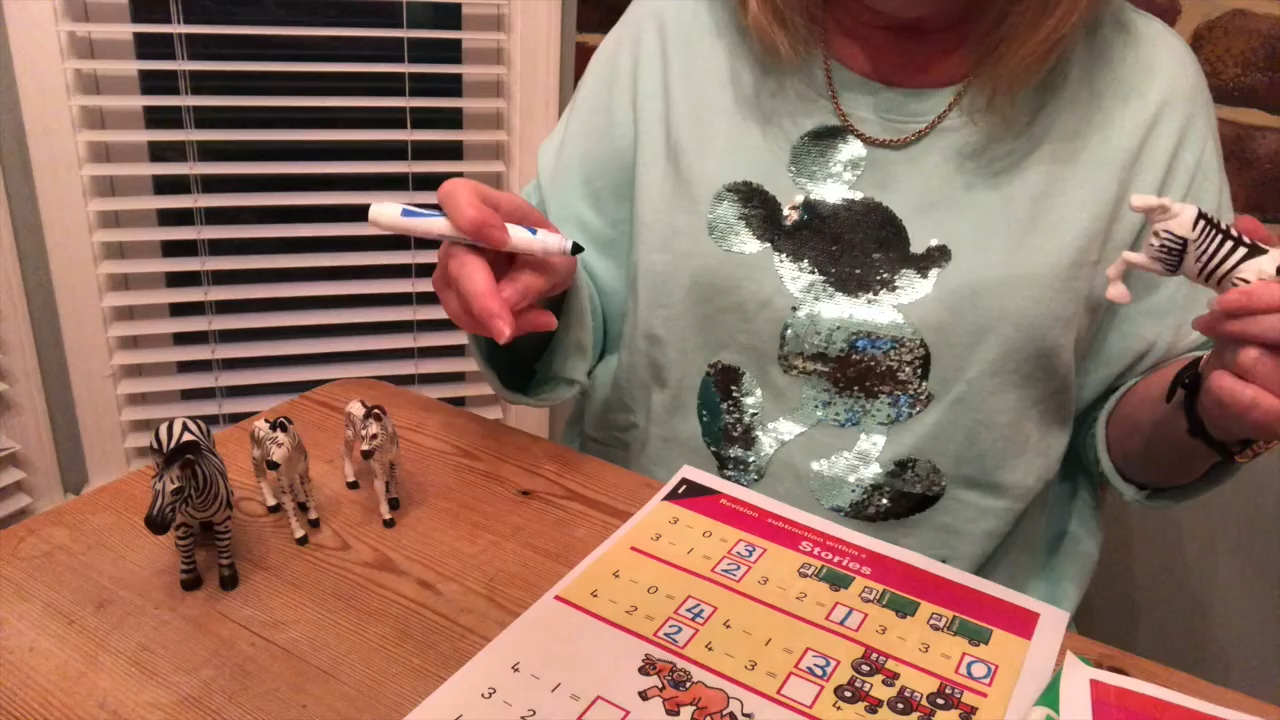 1
Revision - subtraction within 4
Stories
3 - 0 = 3
3 - 1 = 2
3 - 2 = 1
3 - 3 = 0
4 - 0 = 4
4 - 2 = 2
4 - 1 = 3
4 - 3 =
4 -
4 - 1 =
3 - 2